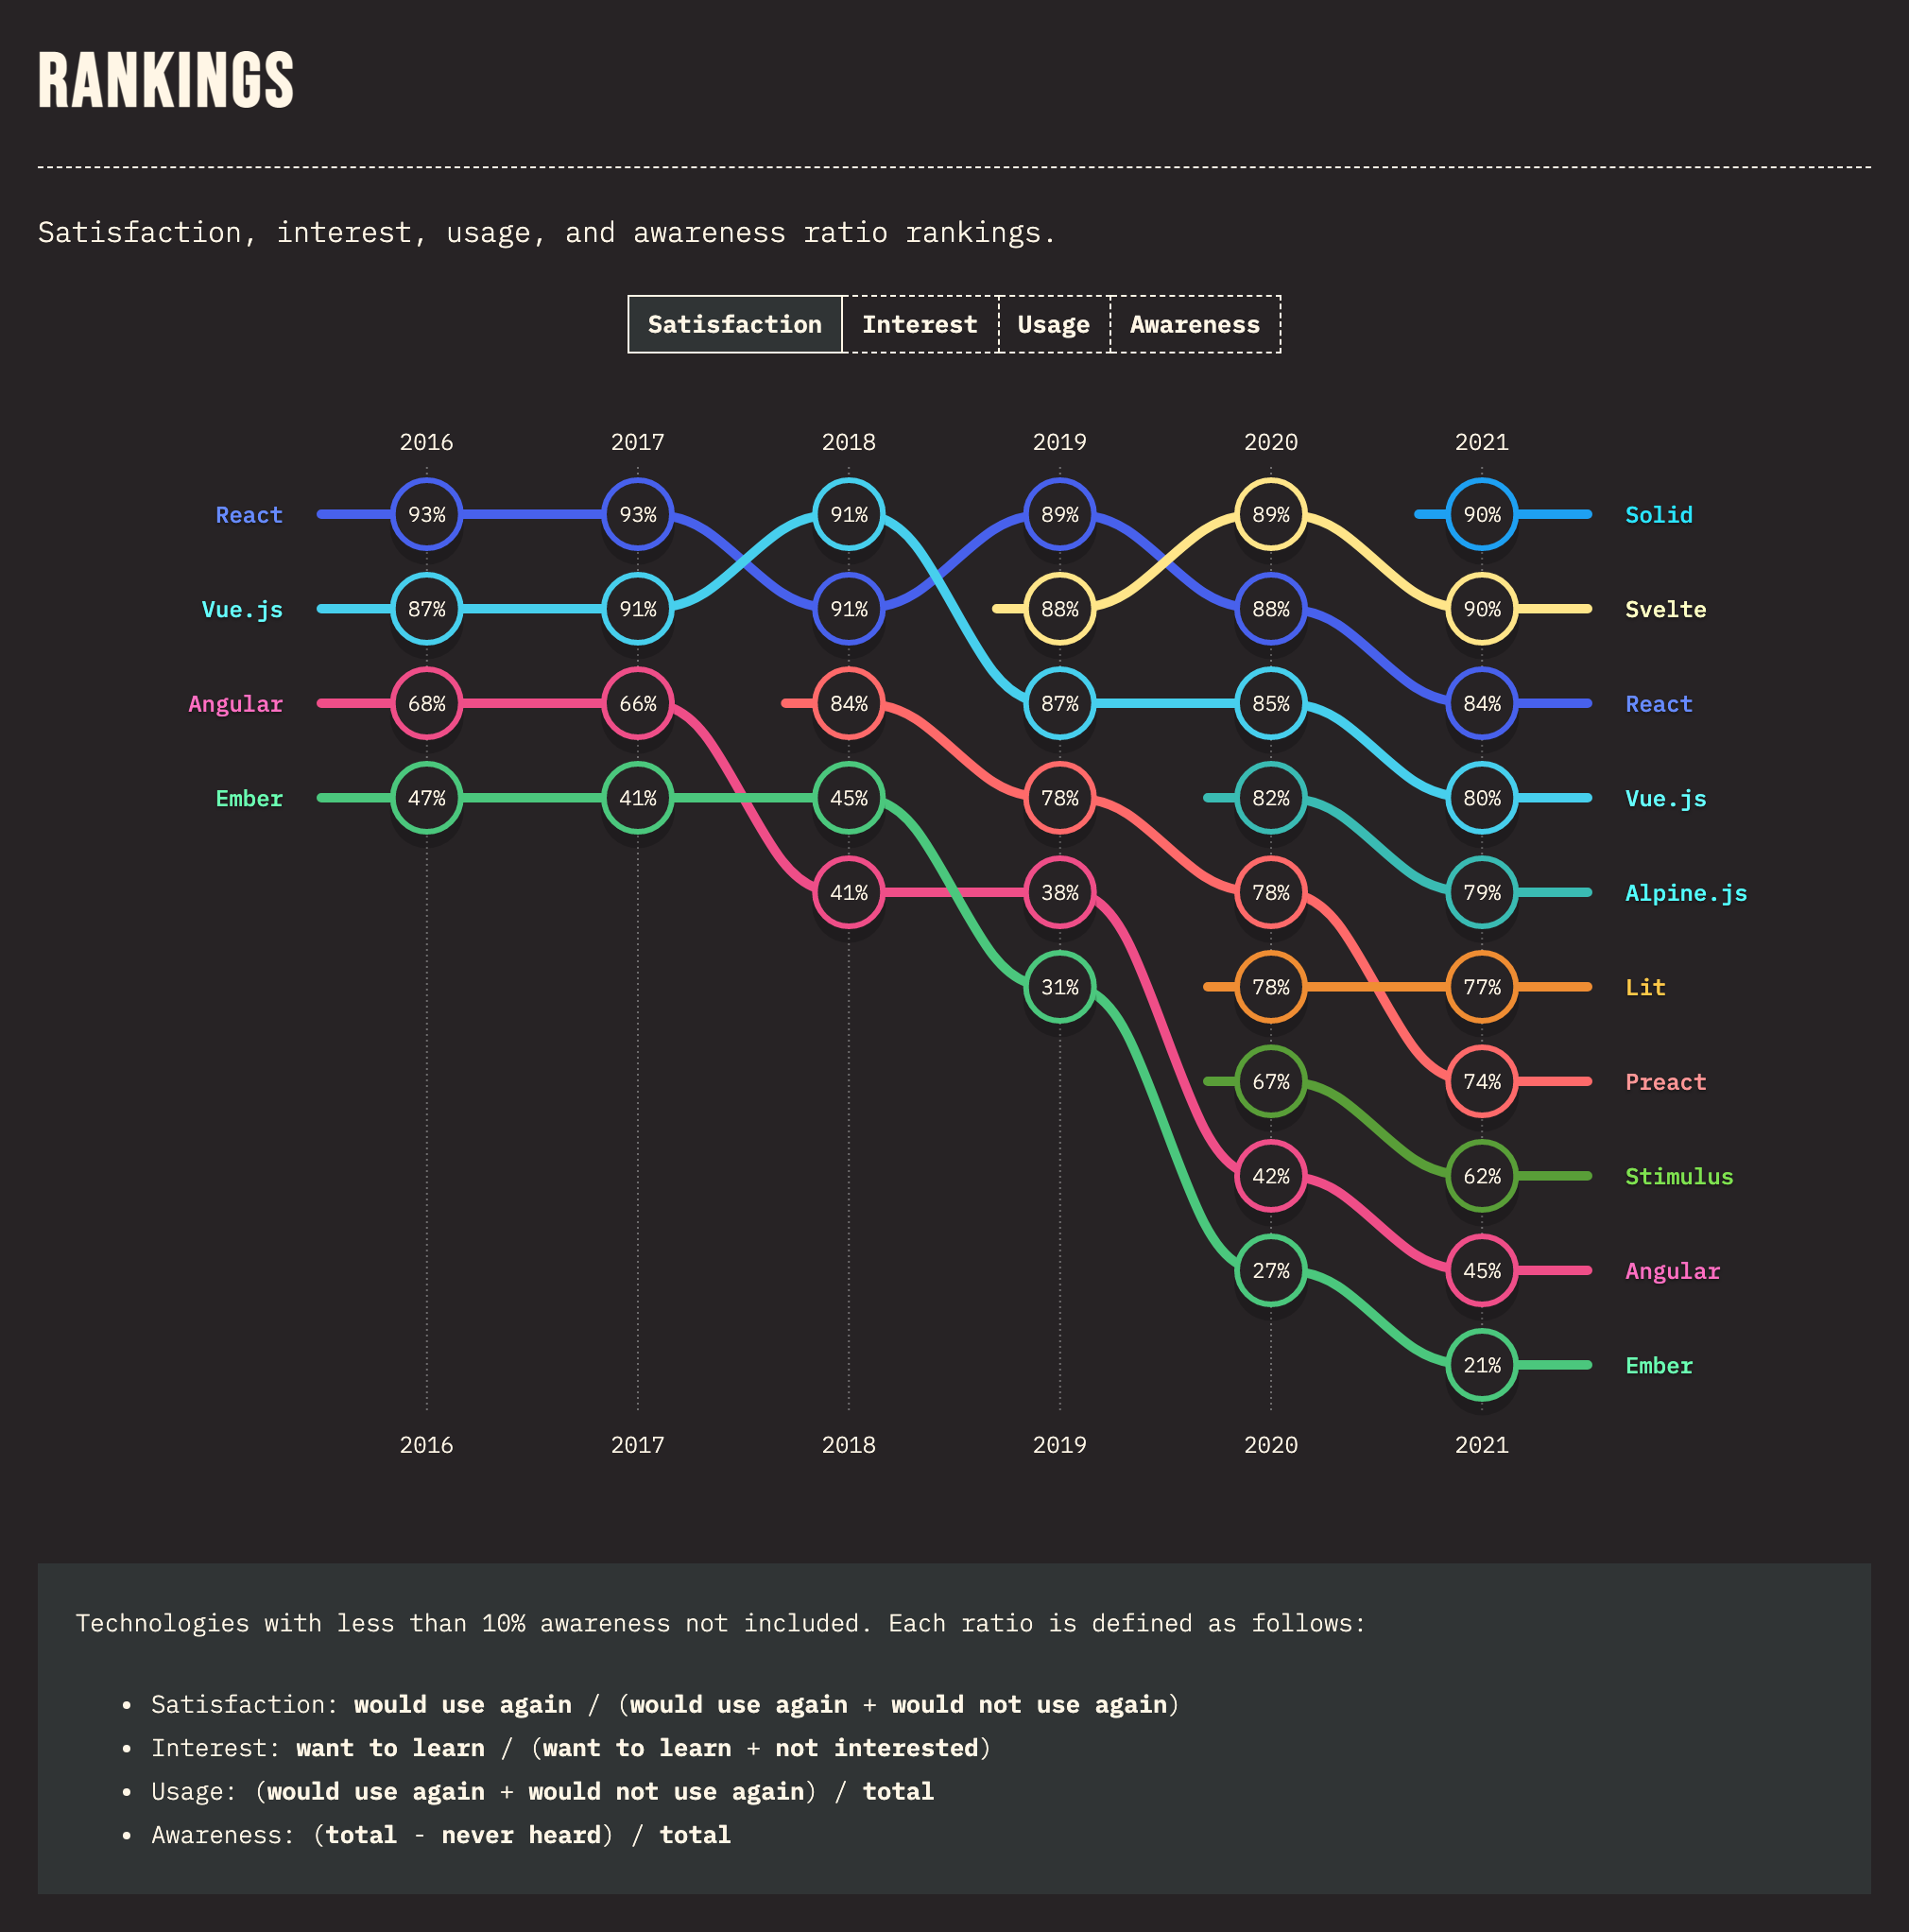 RANKINGS
Satisfaction, interest, usage, and awareness ratio rankings.
Satisfaction Interest Usage Awareness
2016 2017 2018 2019 2020 2021
React 93% 93% 91% 89% 89% 90% Solid
Vue.js 87% 91% 91% 88% 88% 90% Svelte
Angular 68% 66% 84% 87% 85% 84% React
Ember 47% 41% 45% 78% 82% 80% Vue.js
41% 38% 78% 79% Alpine.js
31% 78% 77% Lit
67% 74% Preact
42% 62% Stimulus
27% 45% Angular
21% Ember
2016 2017 2018 2019 2020 2021
Technologies with less than 10% awareness not included. Each ratio is defined as follows:
• Satisfaction: would use again / (would use again + would not use again)
• Interest: want to learn / (want to learn + not interested)
• Usage: (would use again + would not use again) / total
• Awareness: (total - never heard) / total